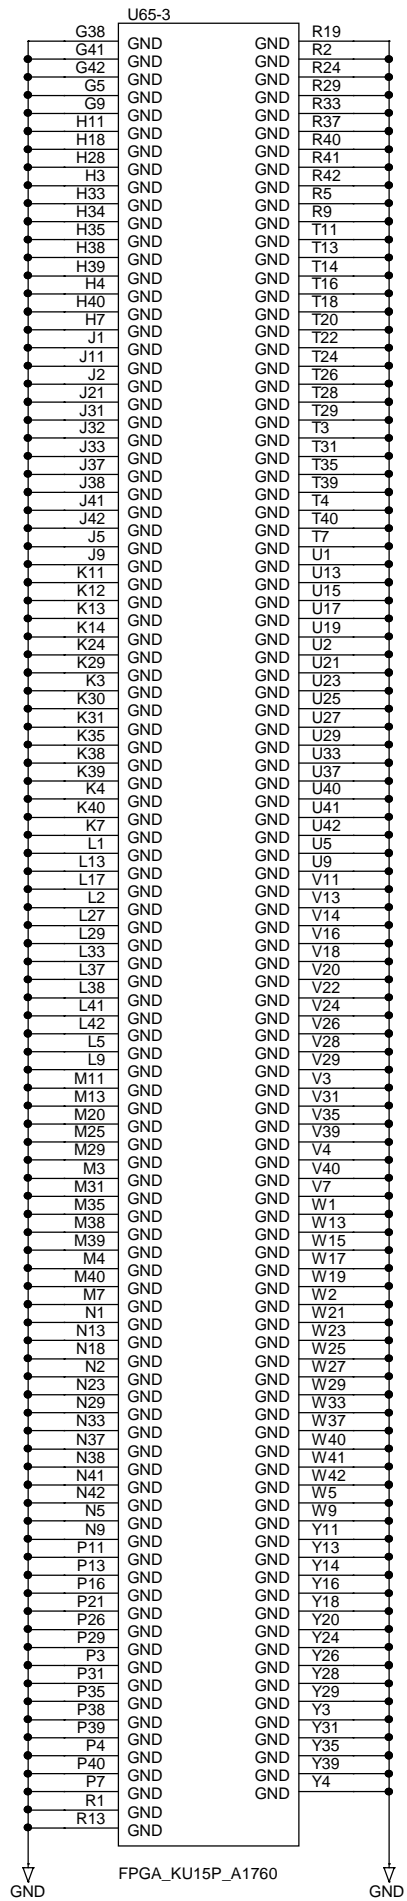 U65-3
G38 GND GND R19
G41 GND GND R2
G42 GND GND R24
G5 GND GND R29
G9 GND GND R33
H11 GND GND R37
H18 GND GND R40
H28 GND GND R41
H3 GND GND R42
H33 GND GND R5
H34 GND GND R9
H35 GND GND T11
H38 GND GND T13
H39 GND GND T14
H4 GND GND T16
H40 GND GND T18
H7 GND GND T20
J1 GND GND T22
J11 GND GND T24
J2 GND GND T26
J21 GND GND T28
J31 GND GND T29
J32 GND GND T3
J33 GND GND T31
J37 GND GND T35
J38 GND GND T39
J41 GND GND T4
J42 GND GND T40
J5 GND GND T7
J9 GND GND U1
K11 GND GND U13
K12 GND GND U15
K13 GND GND U17
K14 GND GND U19
K24 GND GND U2
K29 GND GND U21
K3 GND GND U23
K30 GND GND U25
K31 GND GND U27
K35 GND GND U29
K38 GND GND U33
K39 GND GND U37
K4 GND GND U40
K40 GND GND U41
K7 GND GND U42
L1 GND GND U5
L13 GND GND U9
L17 GND GND V11
L2 GND GND V13
L27 GND GND V14
L29 GND GND V16
L33 GND GND V18
L37 GND GND V20
L38 GND GND V22
L41 GND GND V24
L42 GND GND V26
L5 GND GND V28
L9 GND GND V29
M11 GND GND V3
M13 GND GND V31
M20 GND GND V35
M25 GND GND V39
M29 GND GND V4
M3 GND GND V40
M31 GND GND V7
M35 GND GND W1
M38 GND GND W13
M39 GND GND W15
M4 GND GND W17
M40 GND GND W19
M7 GND GND W2
N1 GND GND W21
N13 GND GND W23
N18 GND GND W25
N2 GND GND W27
N23 GND GND W29
N29 GND GND W33
N33 GND GND W37
N37 GND GND W40
N38 GND GND W41
N41 GND GND W42
N42 GND GND W5
N5 GND GND W9
N9 GND GND Y11
P11 GND GND Y13
P13 GND GND Y14
P16 GND GND Y16
P21 GND GND Y18
P26 GND GND Y20
P29 GND GND Y24
P3 GND GND Y26
P31 GND GND Y28
P35 GND GND Y29
P38 GND GND Y3
P39 GND GND Y31
P4 GND GND Y35
P40 GND GND Y39
P7 GND GND Y4
R1 GND
R13 GND
FPGA_KU15P_A1760
GND GND